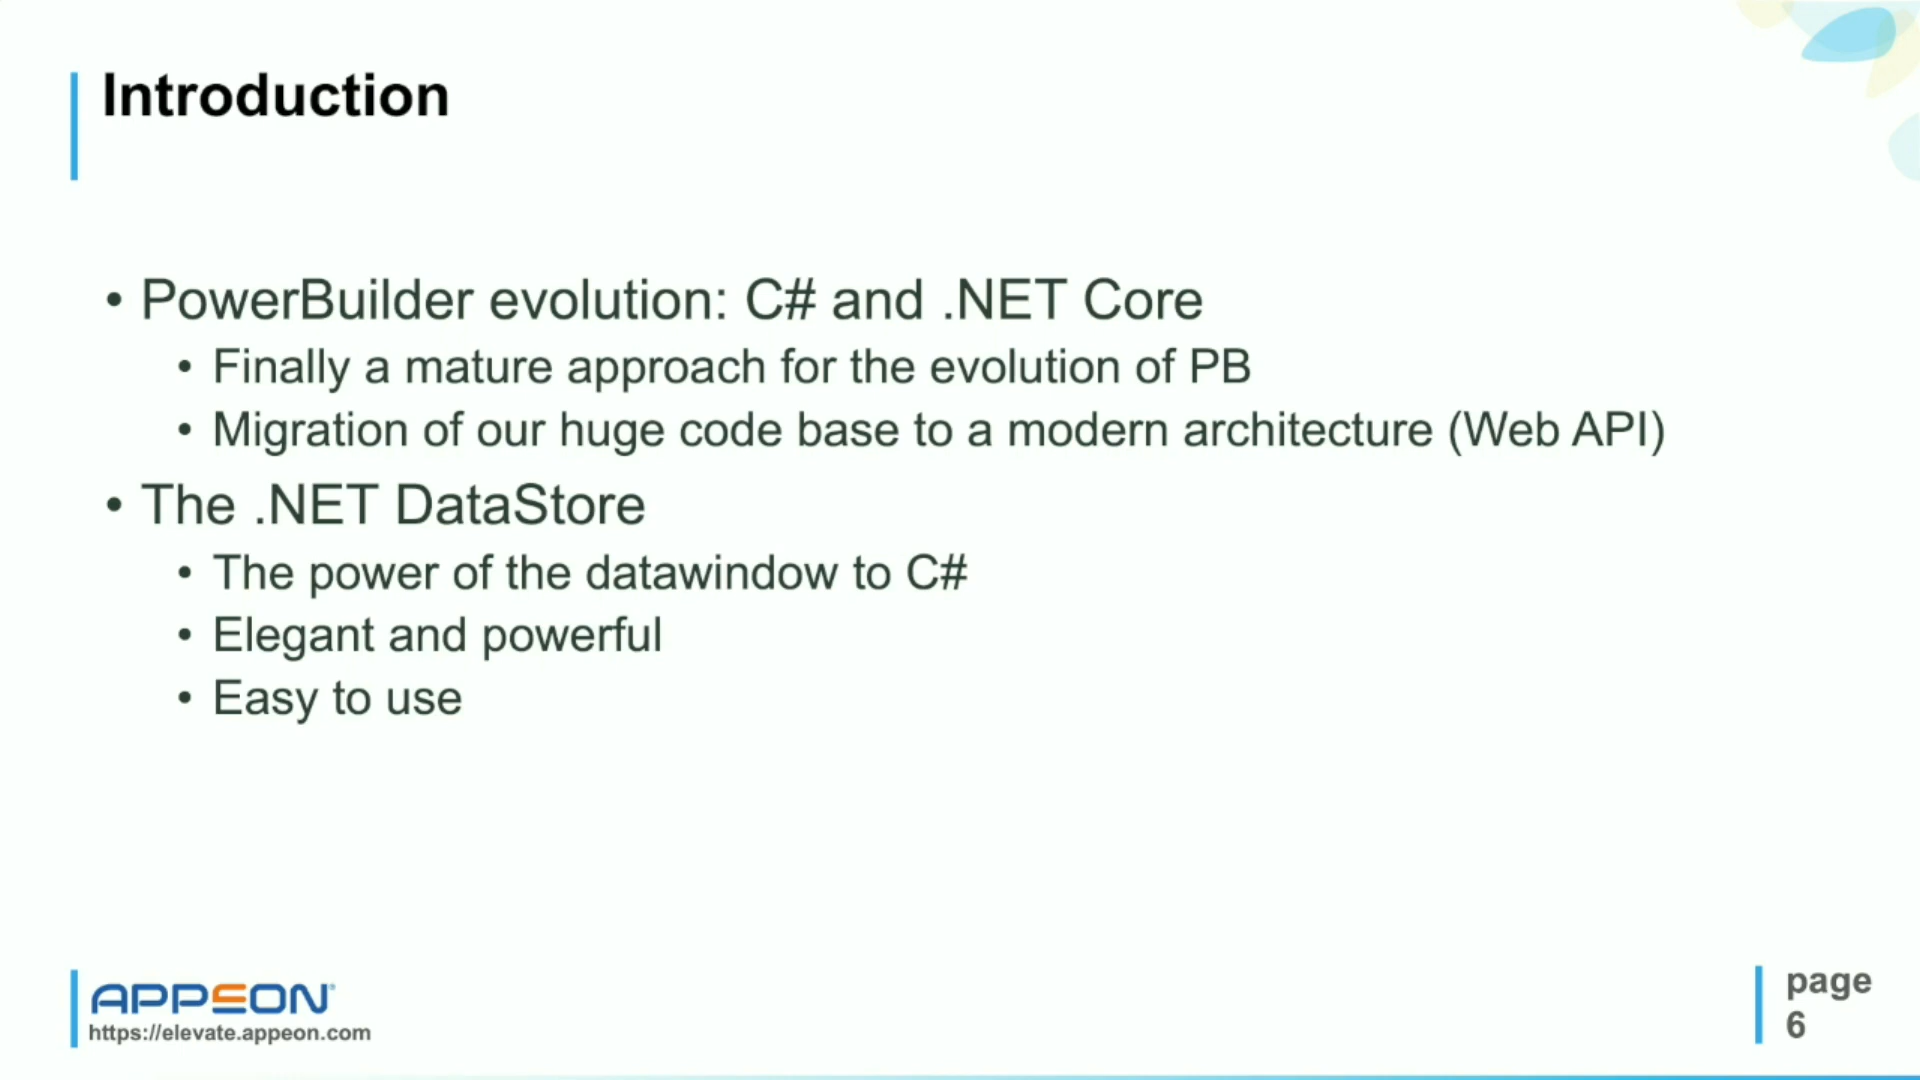 Introduction
• PowerBuilder evolution: C# and .NET Core
• Finally a mature approach for the evolution of PB
• Migration of our huge code base to a modern architecture (Web API)
• The .NET DataStore
• The power of the datawindow to C#
• Elegant and powerful
• Easy to use
APPEON®
https://elevate.appeon.com
page
6